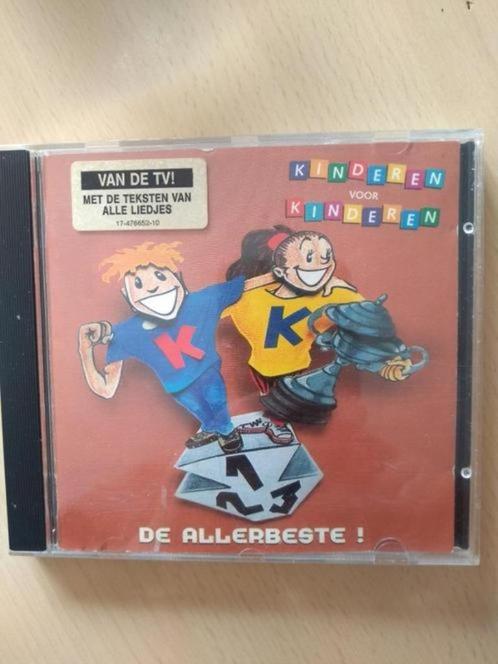 VAN DE TV!
MET DE TEKSTEN VAN
ALLE LIEDJES
17-476652-10
KINDEREN
VOOR
KINDEREN
K
K
1
2 3
DE ALLERBESTE !